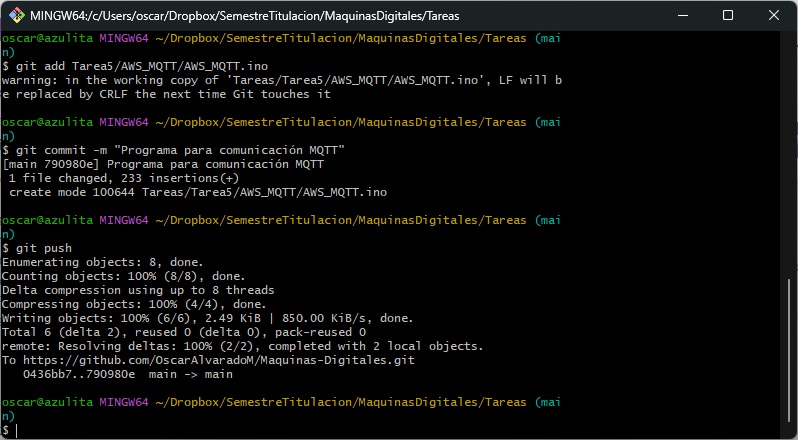 MINGW64:/c/Users/oscar/Dropbox/SemestreTitulacion/MaquinasDigitales/Tareas
oscar@azulita MINGW64 ~/Dropbox/SemestreTitulacion/MaquinasDigitales/Tareas (mai
n)
$ git add Tarea5/AWS_MQTT/AWS_MQTT.ino
warning: in the working copy of 'Tareas/Tarea5/AWS_MQTT/AWS_MQTT.ino', LF will b
e replaced by CRLF the next time Git touches it
oscar@azulita MINGW64 ~/Dropbox/SemestreTitulacion/MaquinasDigitales/Tareas (mai
n)
$ git commit -m "Programa para comunicación MQTT"
[main 790980e] Programa para comunicación MQTT
 1 file changed, 233 insertions(+)
 create mode 100644 Tareas/Tarea5/AWS_MQTT/AWS_MQTT.ino
oscar@azulita MINGW64 ~/Dropbox/SemestreTitulacion/MaquinasDigitales/Tareas (mai
n)
$ git push
Enumerating objects: 8, done.
Counting objects: 100% (8/8), done.
Delta compression using up to 8 threads
Compressing objects: 100% (4/4), done.
Writing objects: 100% (6/6), 2.49 KiB | 850.00 KiB/s, done.
Total 6 (delta 2), reused 0 (delta 0), pack-reused 0
remote: Resolving deltas: 100% (2/2), completed with 2 local objects.
To https://github.com/OscarAlvaradoM/Maquinas-Digitales.git
   0436bb7..790980e  main -> main
oscar@azulita MINGW64 ~/Dropbox/SemestreTitulacion/MaquinasDigitales/Tareas (mai
n)
$